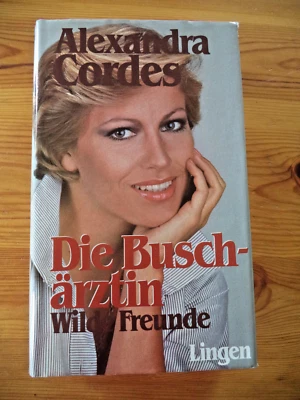 Alexandra
Cordes
Die Busch-
ärztin
Wilde Freunde
Lingen